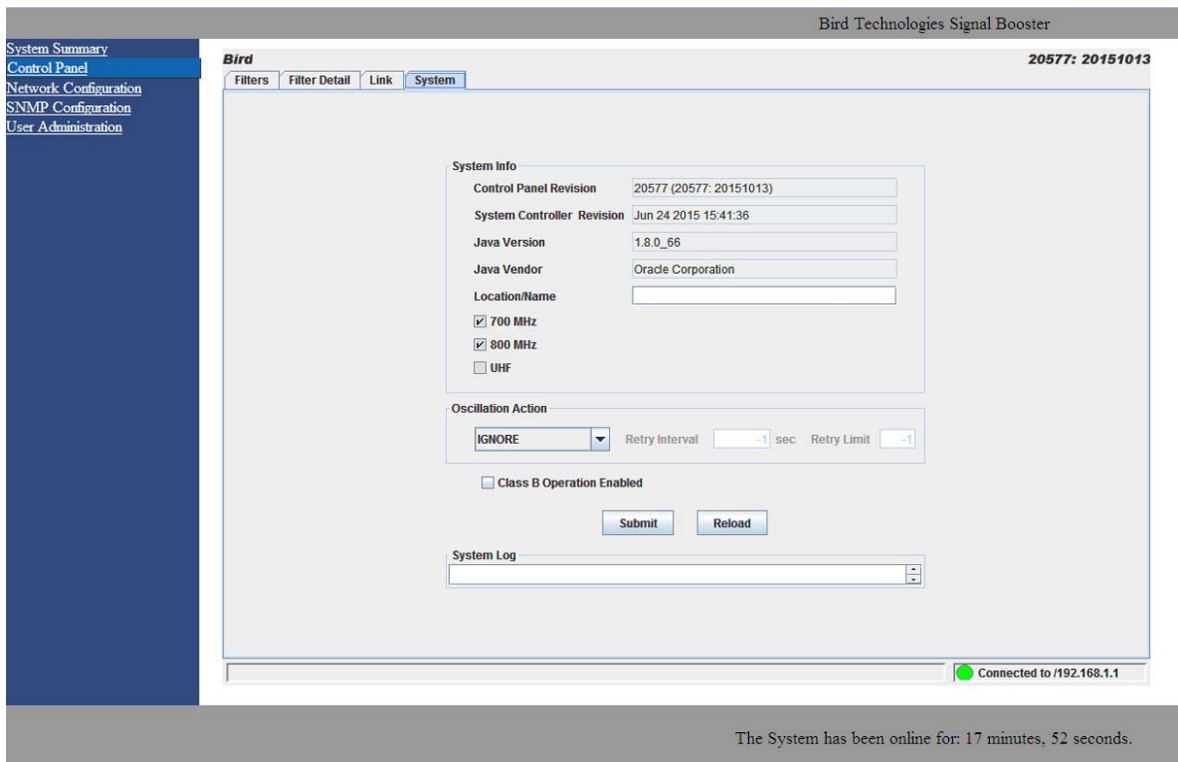 Bird Technologies Signal Booster
System Summary
Control Panel
Network Configuration
SNMP Configuration
User Administration
Bird 20577: 20151013
Filters Filter Detail Link System
System Info
Control Panel Revision 20577 (20577: 20151013)
System Controller Revision Jun 24 2015 15:41:36
Java Version 1.8.0_66
Java Vendor Oracle Corporation
Location/Name
700 MHz
800 MHz
UHF
Oscillation Action
IGNORE Retry Interval -1 sec Retry Limit -1
Class B Operation Enabled
Submit Reload
System Log
Connected to /192.168.1.1
The System has been online for: 17 minutes, 52 seconds.